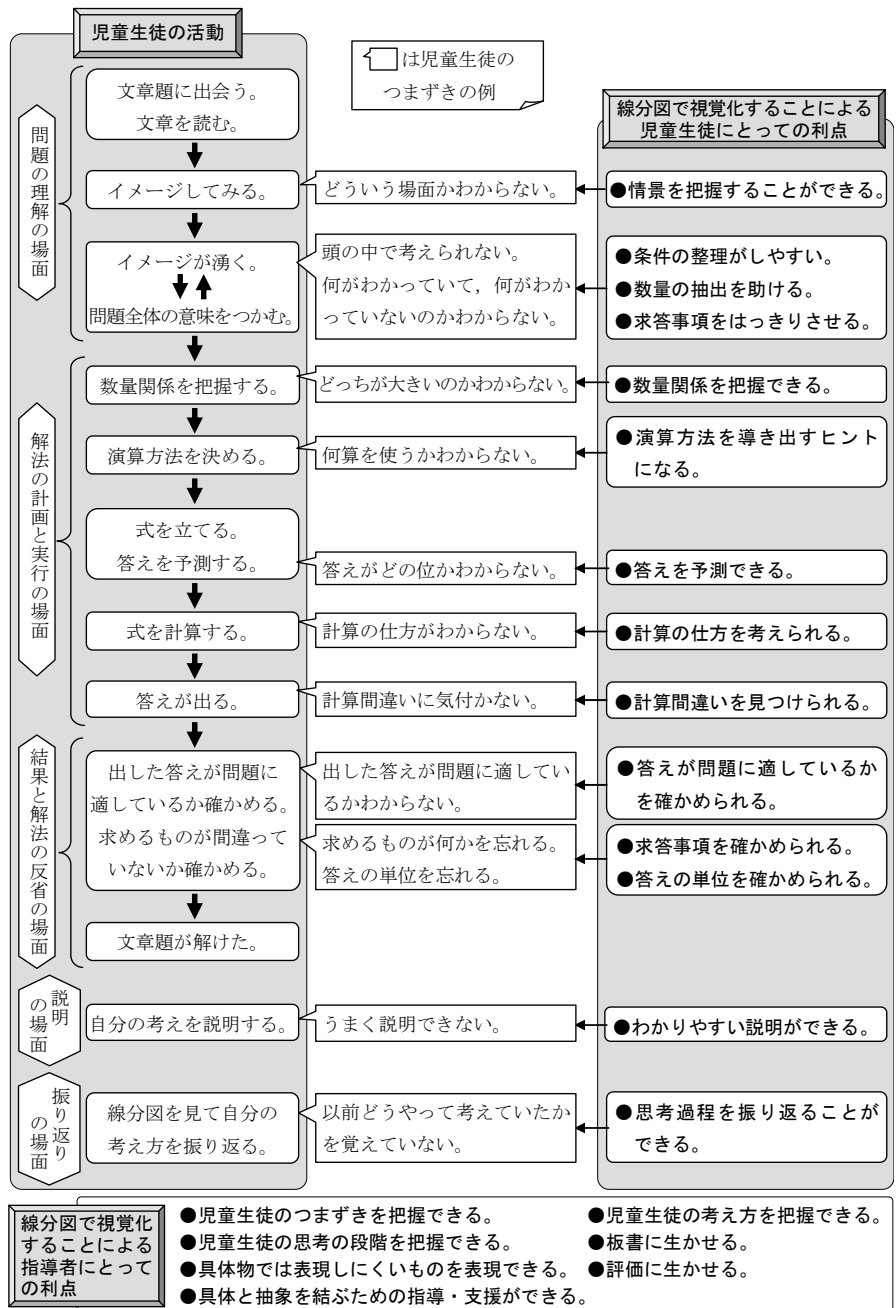 児童生徒の活動
は児童生徒の
つまずきの例
線分図で視覚化することによる
児童生徒にとっての利点
問題の理解の場面
文章題に出会う。
文章を読む。
イメージしてみる。
どういう場面かわからない。
●情景を把握することができる。
イメージが湧く。
問題全体の意味をつかむ。
頭の中で考えられない。
何がわかっていて，何がわか
っていないのかわからない。
●条件の整理がしやすい。
●数量の抽出を助ける。
●求答事項をはっきりさせる。
解法の計画と実行の場面
数量関係を把握する。
どっちが大きいのかわからない。
●数量関係を把握できる。
演算方法を決める。
何算を使うかわからない。
●演算方法を導き出すヒント
になる。
式を立てる。
答えを予測する。
答えがどの位かわからない。
●答えを予測できる。
式を計算する。
計算の仕方がわからない。
●計算の仕方を考えられる。
答えが出る。
計算間違いに気付かない。
●計算間違いを見つけられる。
結果と解法の反省の場面
出した答えが問題に
適しているか確かめる。
求めるものが間違って
いないか確かめる。
出した答えが問題に適してい
るかわからない。
●答えが問題に適しているか
を確かめられる。
求めるものが何かを忘れる。
答えの単位を忘れる。
●求答事項を確かめられる。
●答えの単位を確かめられる。
文章題が解けた。
説明
の場面
自分の考えを説明する。
うまく説明できない。
●わかりやすい説明ができる。
振り返り
の場面
線分図を見て自分の
考え方を振り返る。
以前どうやって考えていたか
を覚えていない。
●思考過程を振り返ることが
できる。
線分図で視覚化
することによる
指導者にとって
の利点
●児童生徒のつまずきを把握できる。
●児童生徒の考え方を把握できる。
●児童生徒の思考の段階を把握できる。
●板書に生かせる。
●具体物では表現しにくいものを表現できる。
●評価に生かせる。
●具体と抽象を結ぶための指導・支援ができる。